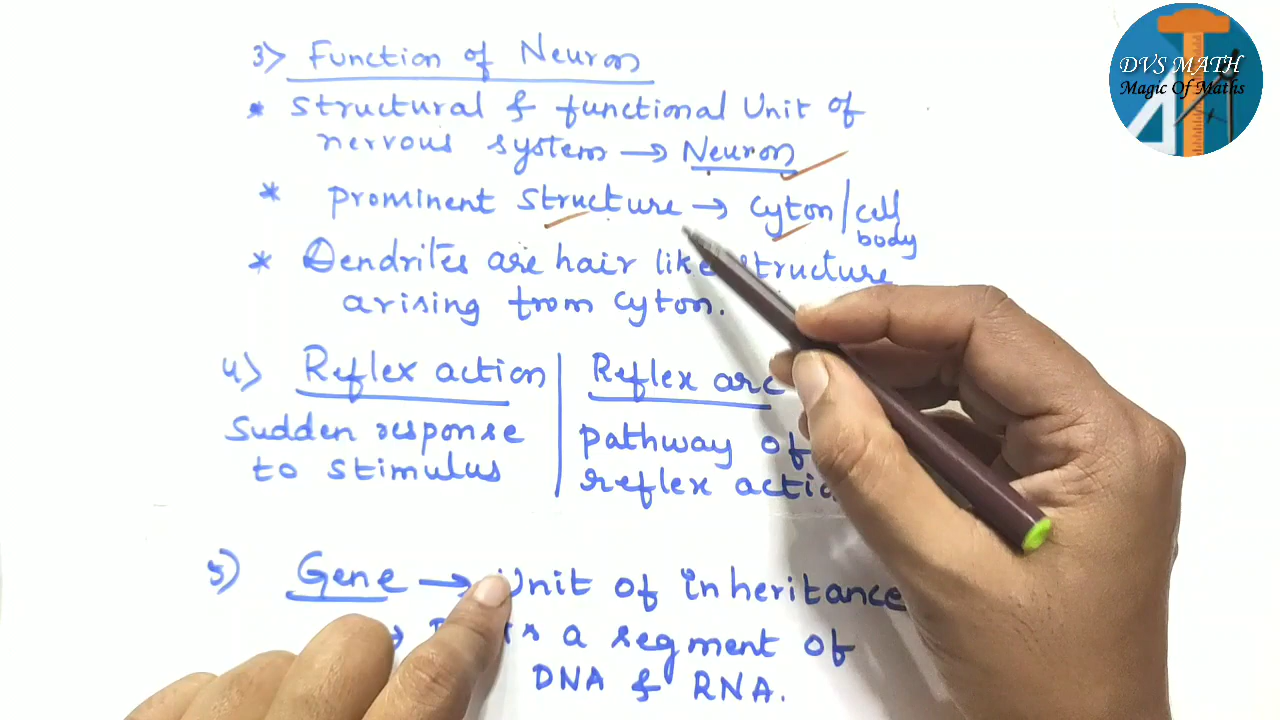 3) Function of Neuron
* Structural & functional Unit of
nervous system → Neuron
* Prominent Structure → Cyton / cell
body
* Dendrites are hair like structure
arising from Cyton.
4) Reflex action | Reflex arc
Sudden response
to stimulus
pathway of
reflex action
5) Gene → Unit of inheritance
→ a segment of
DNA & RNA.
DVS MATH
Magic Of Maths